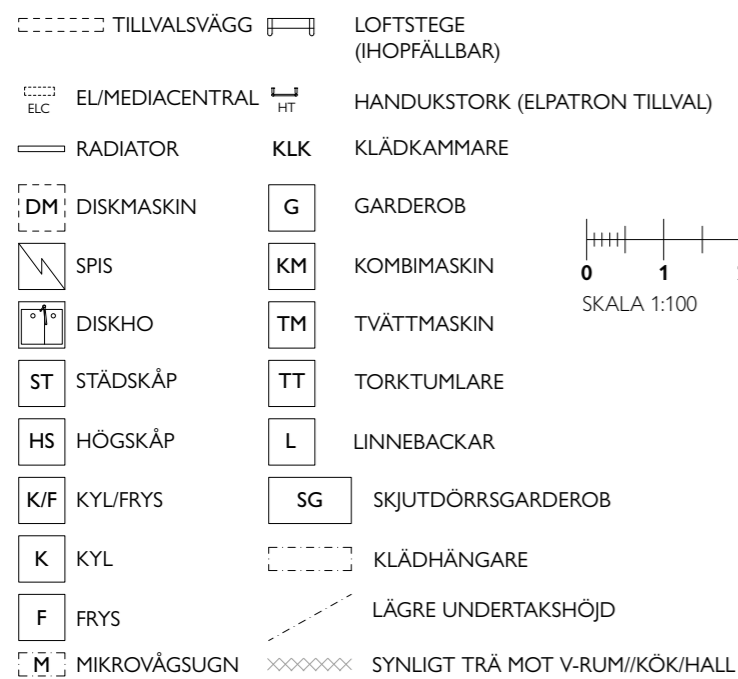 TILLVALSVÄGG
LOFTSTEGE
(IHOPFÄLLBAR)
ELC EL/MEDIACENTRAL
HT HANDUKSTORK (ELPATRON TILLVAL)
RADIATOR
KLK KLÄDKAMMARE
DM DISKMASKIN
G GARDEROB
SPIS
KM KOMBIMASKIN
DISKHO
TM TVÄTTMASKIN
ST STÄDSKÅP
TT TORKTUMLARE
HS HÖGSKÅP
L LINNEBACKAR
K/F KYL/FRYS
SG SKJUTDÖRRSGARDEROB
K KYL
KLÄDHÄNGARE
F FRYS
LÄGRE UNDERTAKSHÖJD
M MIKROVÅGSUGN
SYNLIGT TRÄ MOT V-RUM//KÖK/HALL
0 1
SKALA 1:100